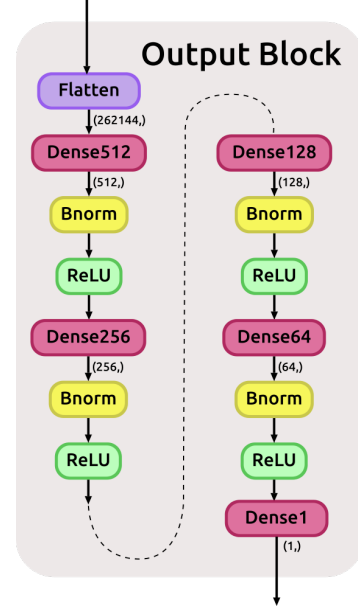 Output Block
Flatten
(262144,)
Dense512
(512,)
Bnorm
ReLU
Dense256
(256,)
Bnorm
ReLU
Dense128
(128,)
Bnorm
ReLU
Dense64
(64,)
Bnorm
ReLU
Dense1
(1,)